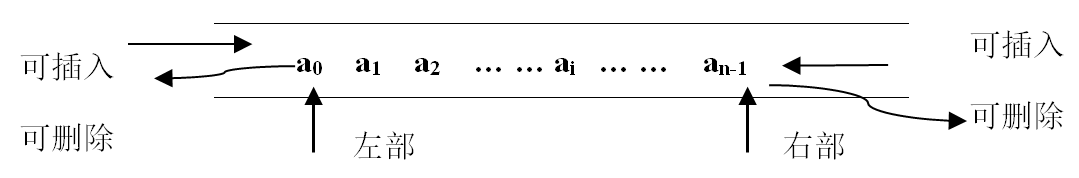 可插入
可删除
a0 a1 a2 … … ai … … an-1
左部
右部
可插入
可删除